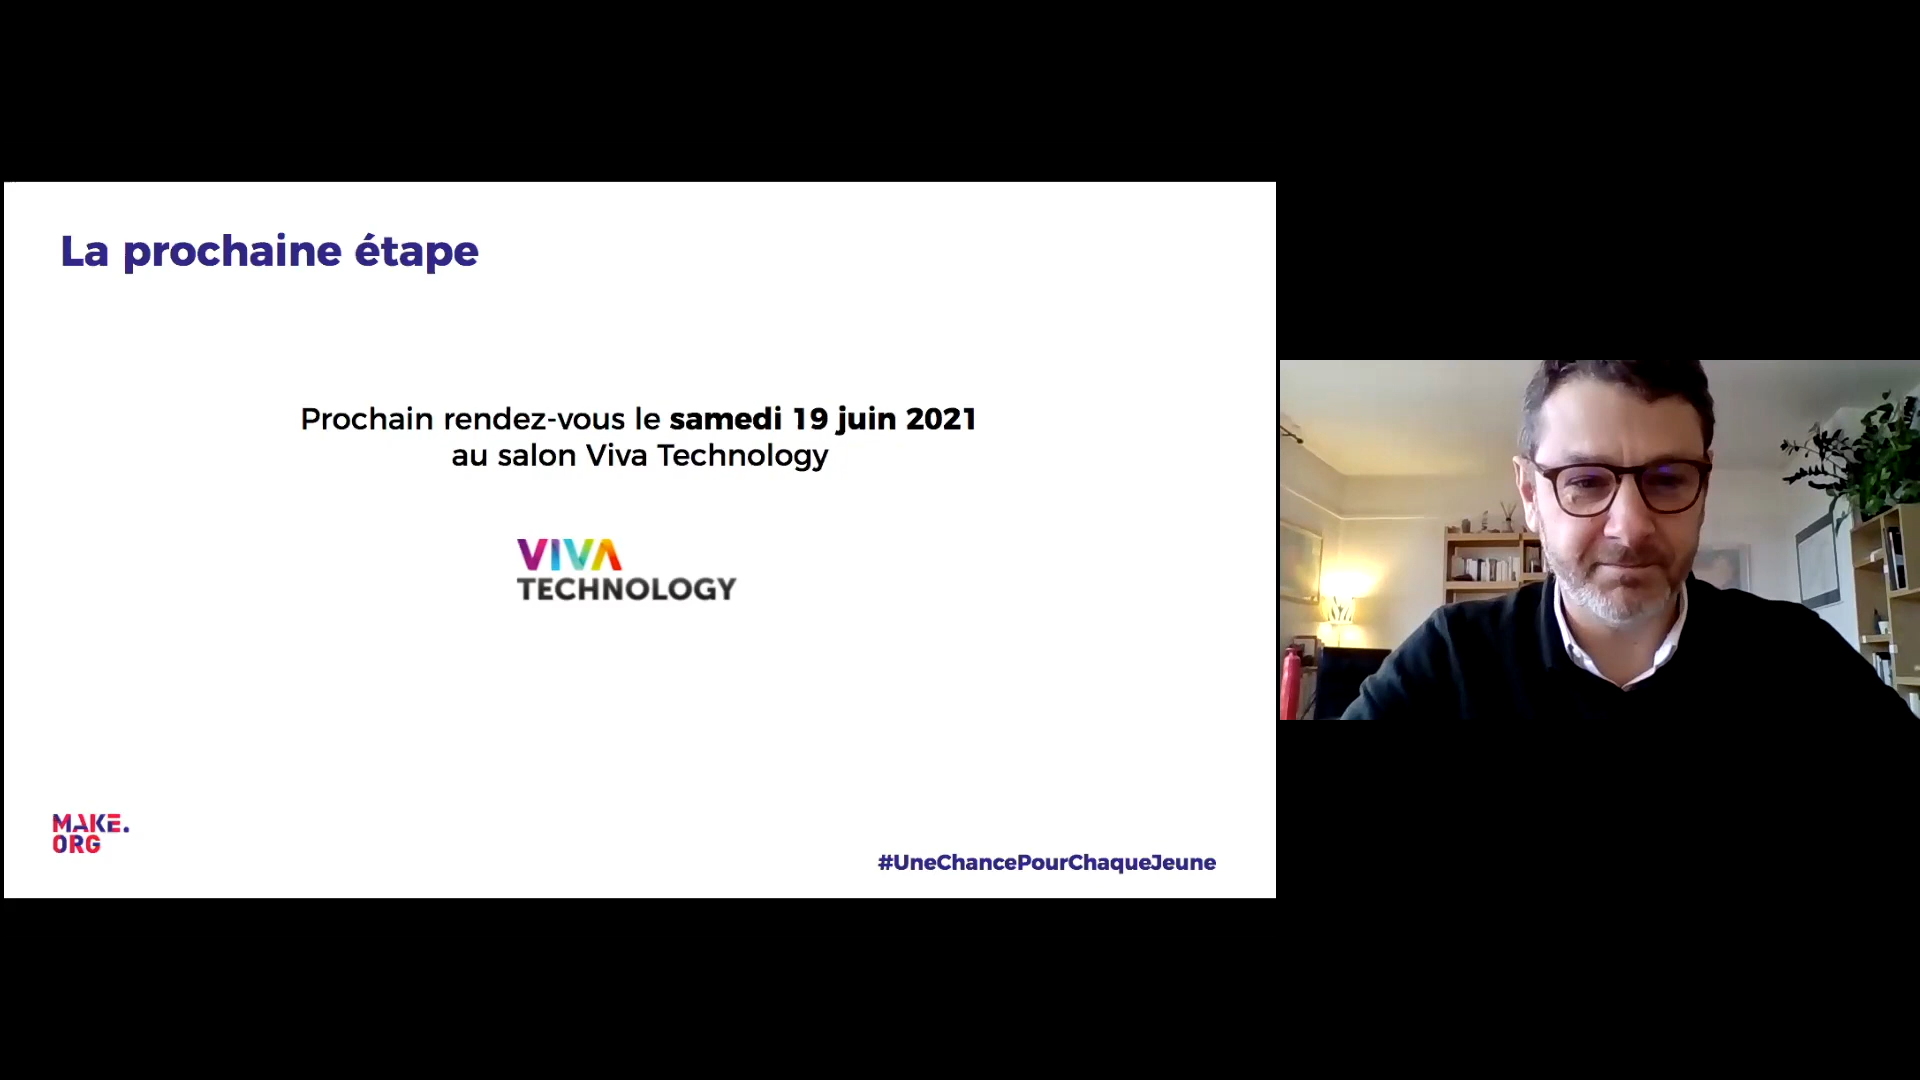 La prochaine étape
Prochain rendez-vous le samedi 19 juin 2021
au salon Viva Technology
VIVA
TECHNOLOGY
MAKE.
ORG
#UneChancePourChaqueJeune